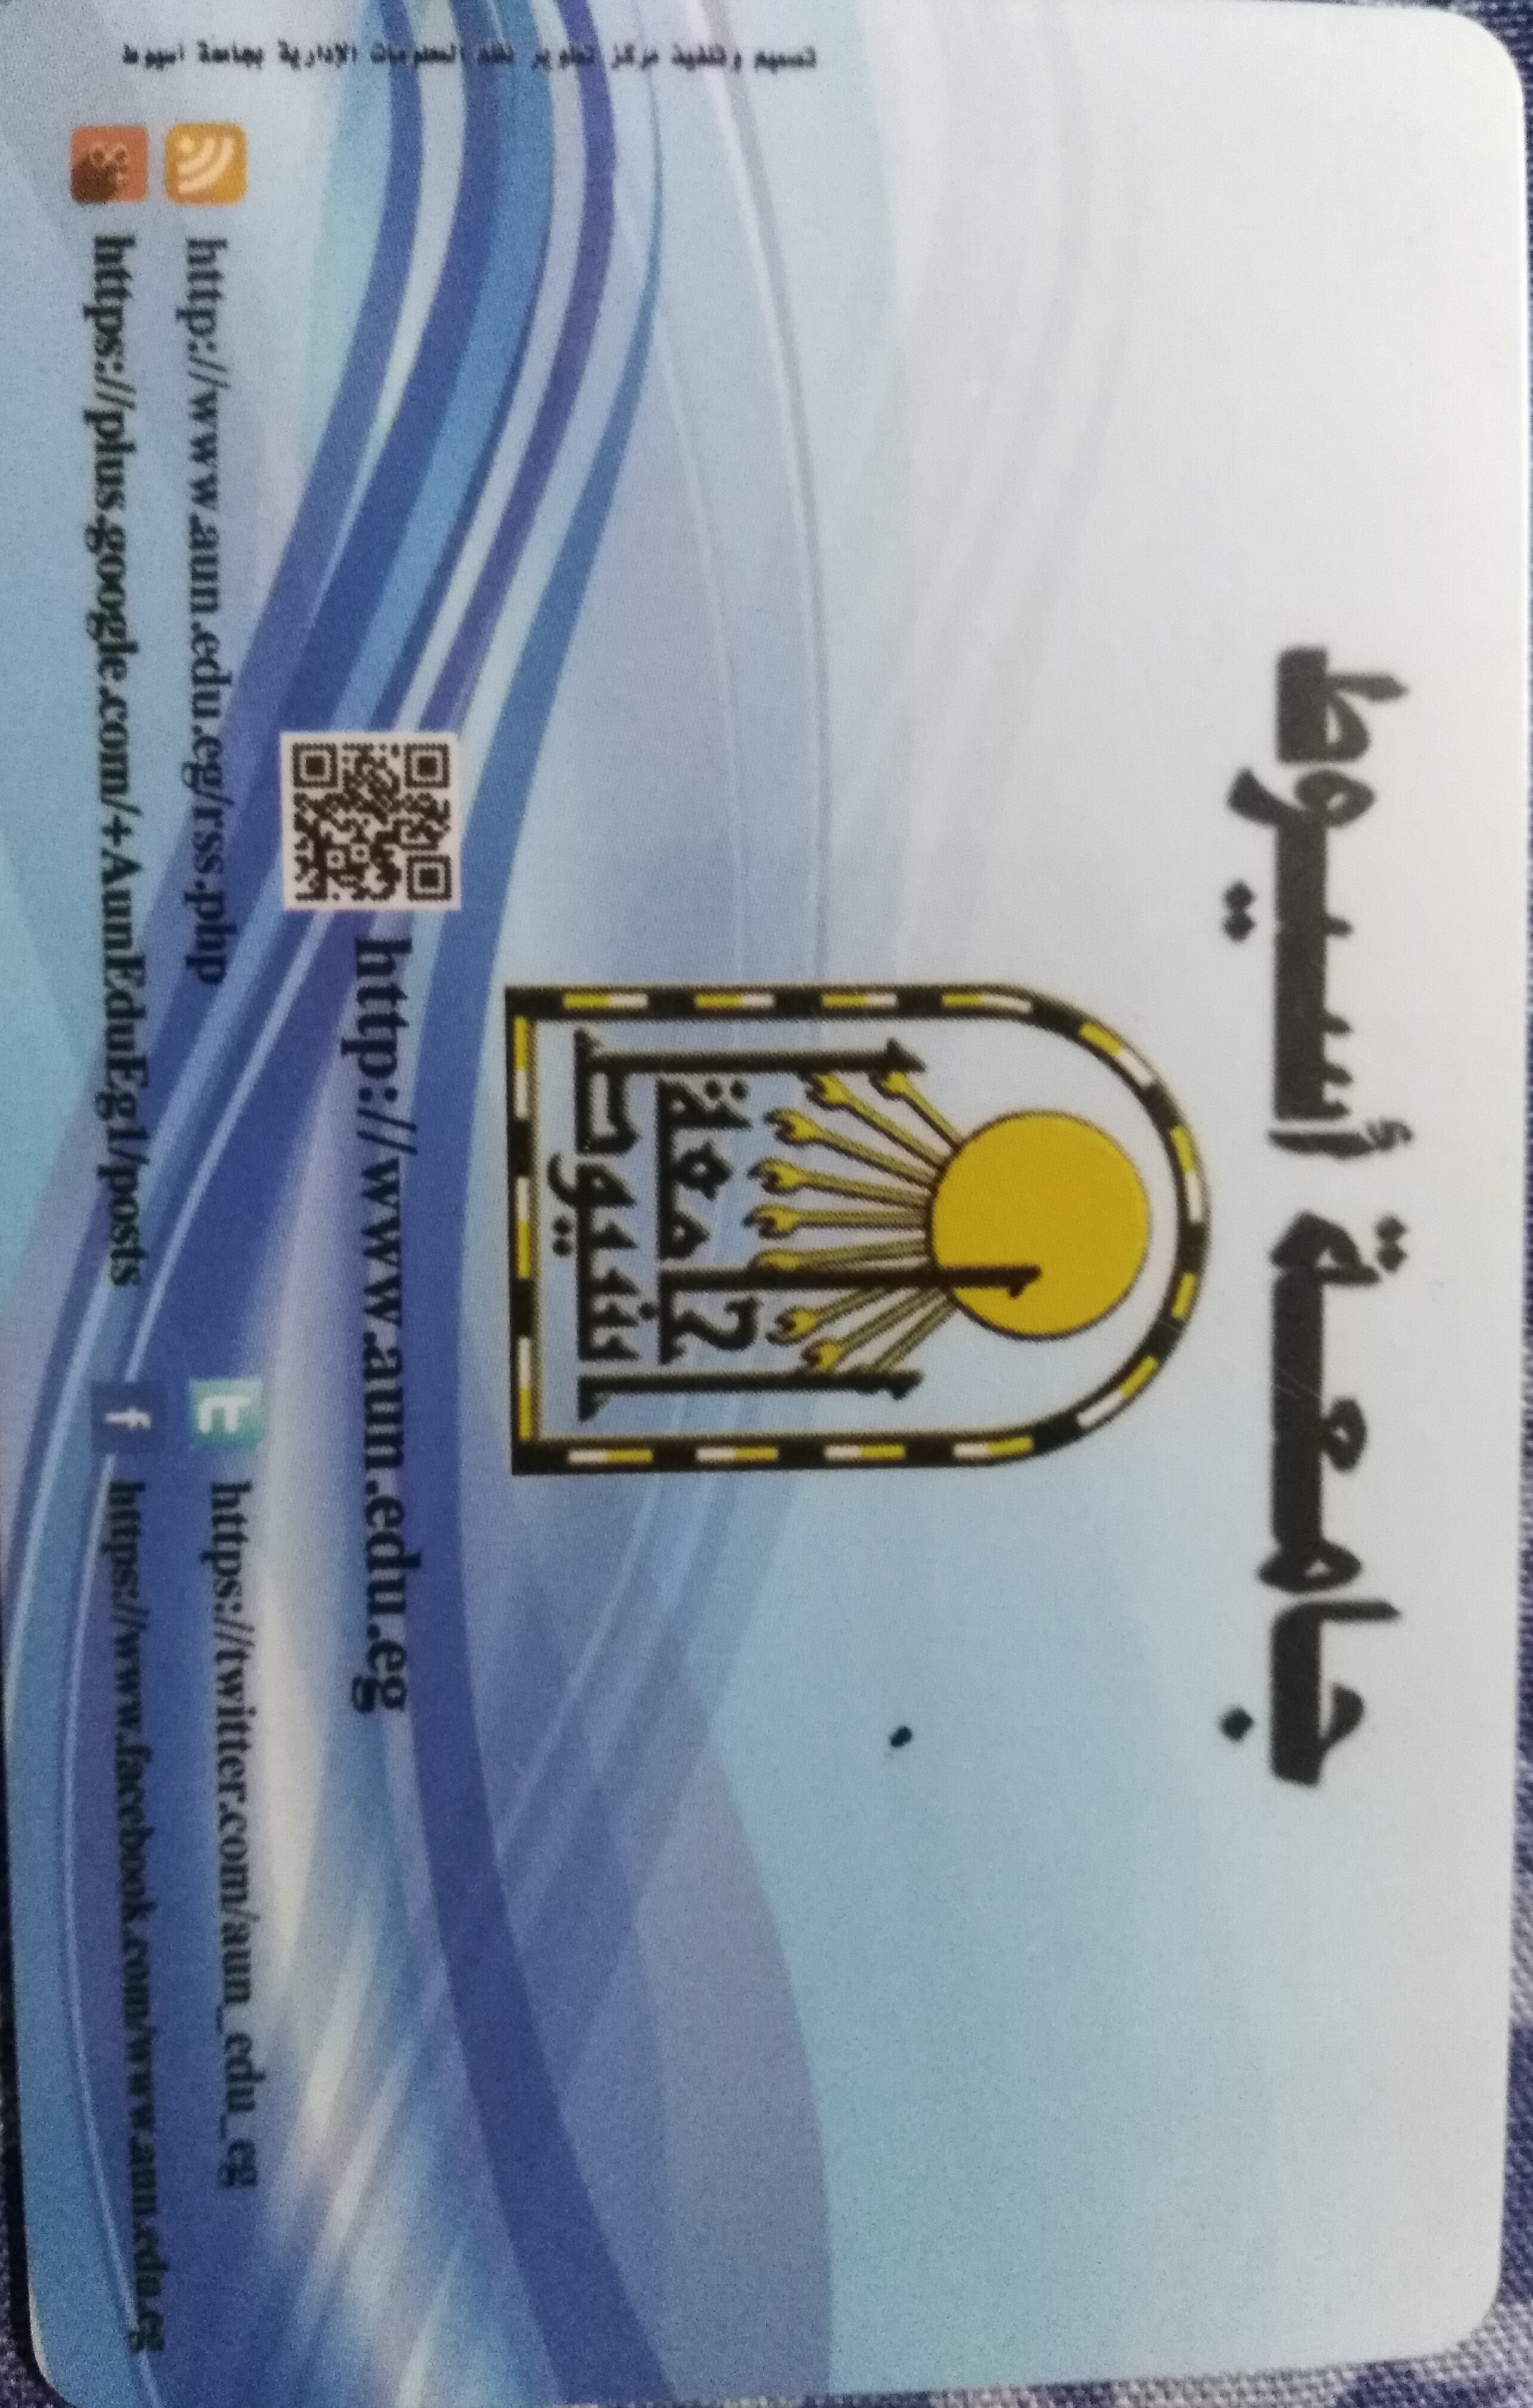 جامعة أسيوط
جامعة
اسيوط
http://www.aun.edu.eg
http://www.aun.edu.eg/rss.php
https://twitter.com/aun_edu_eg
https://plus.google.com/+AunEduEg1/posts
https://www.facebook.com/www.aun.edu.eg
تصميم وتنفيذ مركز تطوير نظم المعلومات الإدارية بجامعة اسيوط